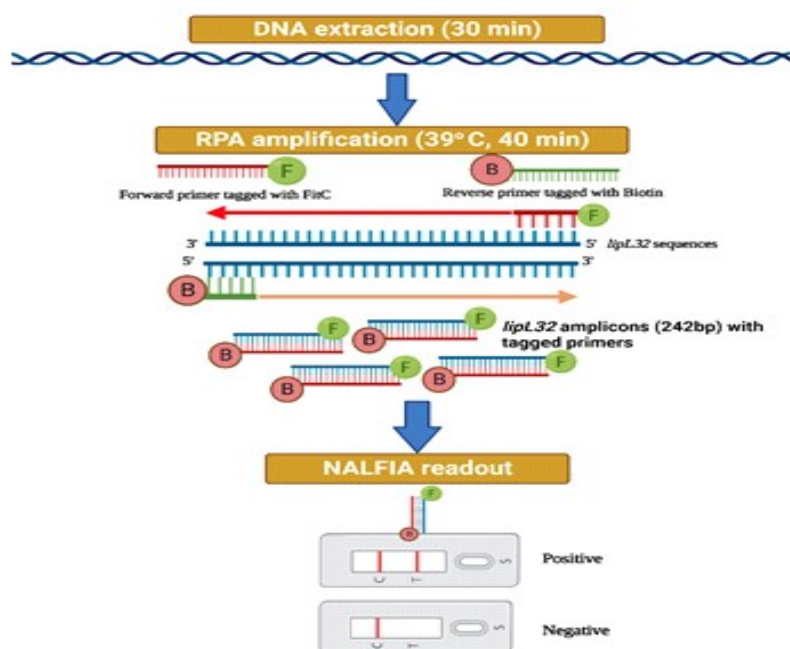 DNA extraction (30 min)
RPA amplification (39°C, 40 min)
F
B
Forward primer tagged with FitC
Reverse primer tagged with Biotin
F
3'
5' lipL32 sequences
5'
3'
B
lipL32 amplicons (242bp) with
tagged primers
F
F
B
B
F
F
B
B
NALFIA readout
F
B
C T S
Positive
C T S
Negative